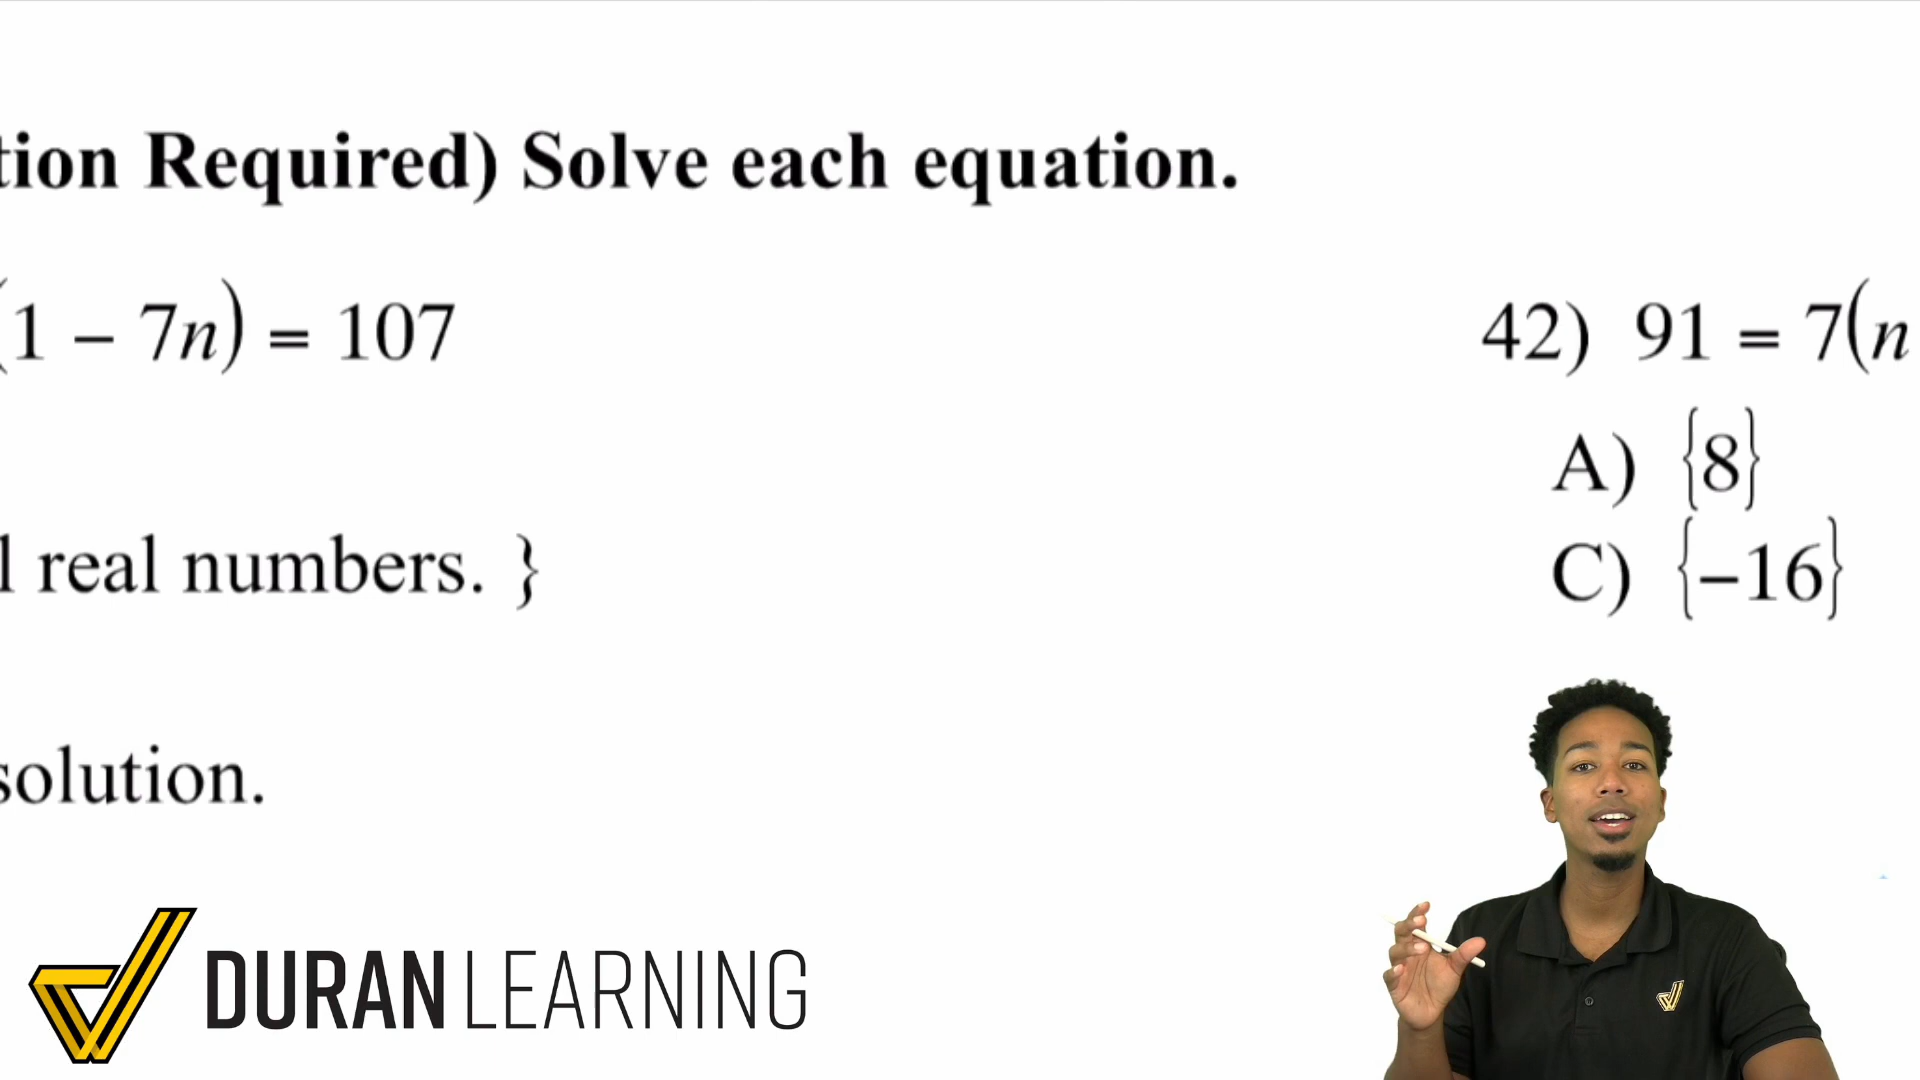 tion Required) Solve each equation.
(1 − 7n) = 107
42) 91 = 7(n
A) {8}
C) {−16}
l real numbers. }
solution.
DURAN LEARNING